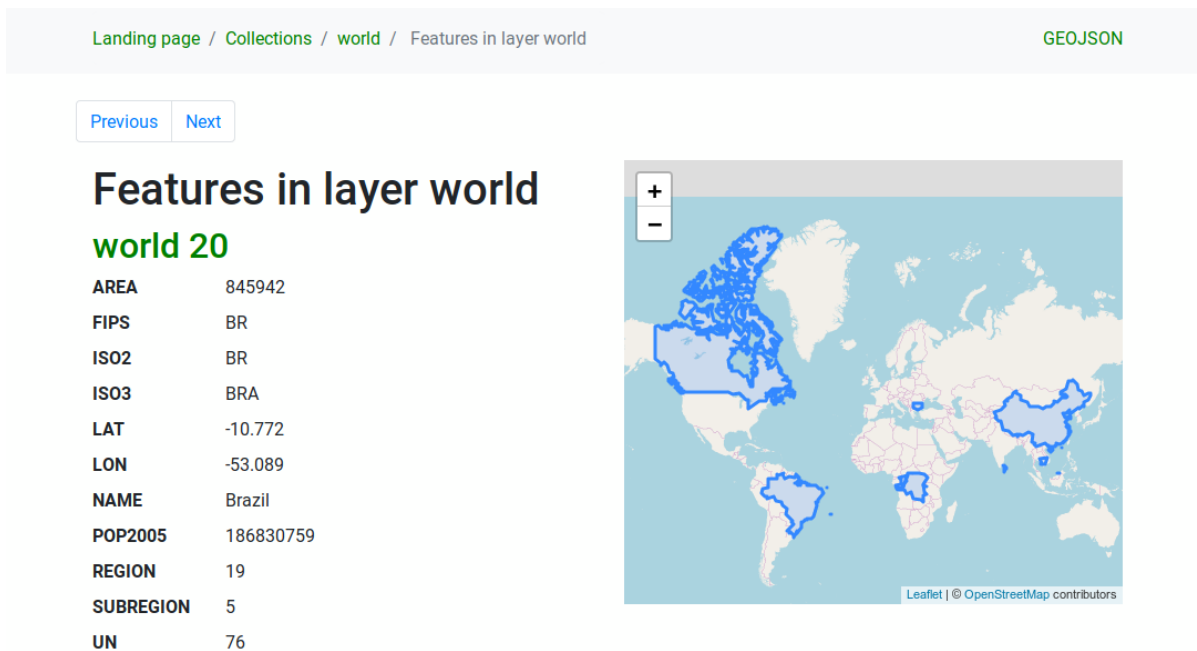 Landing page / Collections / world / Features in layer world GEOJSON
Previous Next
Features in layer world
world 20
AREA 845942
FIPS BR
ISO2 BR
ISO3 BRA
LAT -10.772
LON -53.089
NAME Brazil
POP2005 186830759
REGION 19
SUBREGION 5
UN 76
+
−
Leaflet | © OpenStreetMap contributors